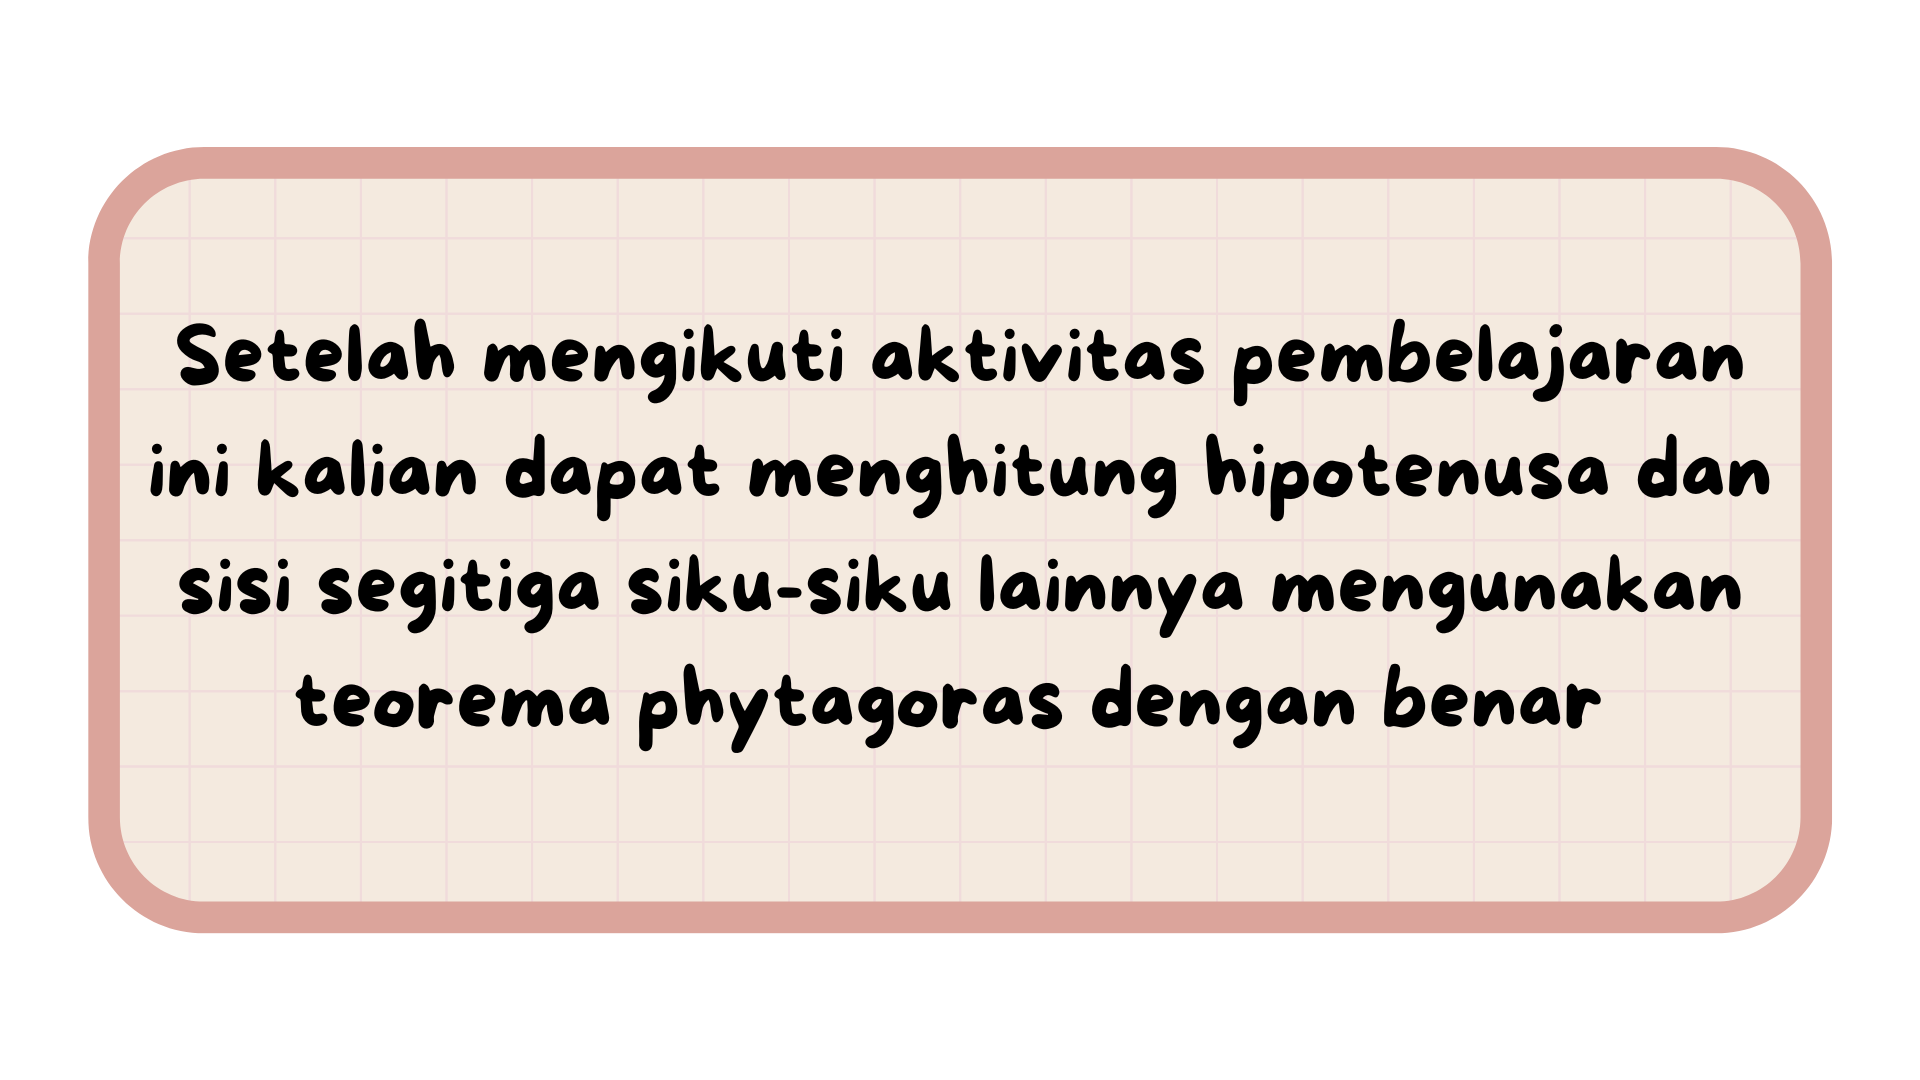 Setelah mengikuti aktivitas pembelajaran
ini kalian dapat menghitung hipotenusa dan
sisi segitiga siku-siku lainnya mengunakan
teorema phytagoras dengan benar